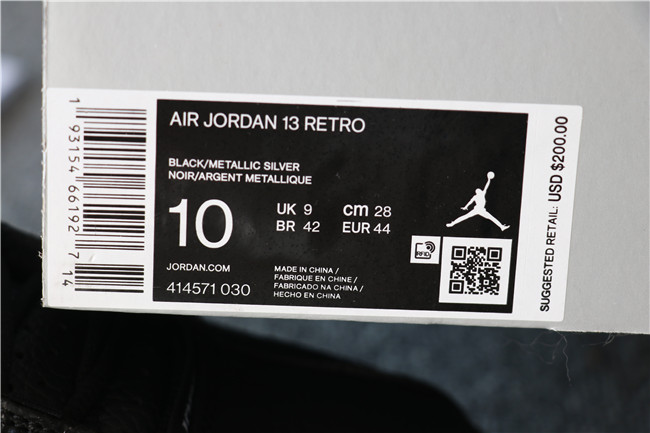 AIR JORDAN 13 RETRO
BLACK/METALLIC SILVER
NOIR/ARGENT METALLIQUE
10
UK 9 cm 28
BR 42 EUR 44
RFID
JORDAN.COM
414571 030
MADE IN CHINA /
FABRIQUE EN CHINE /
FABRICADO NA CHINA /
HECHO EN CHINA
1 93154 66192 7 14
SUGGESTED RETAIL: USD $200.00